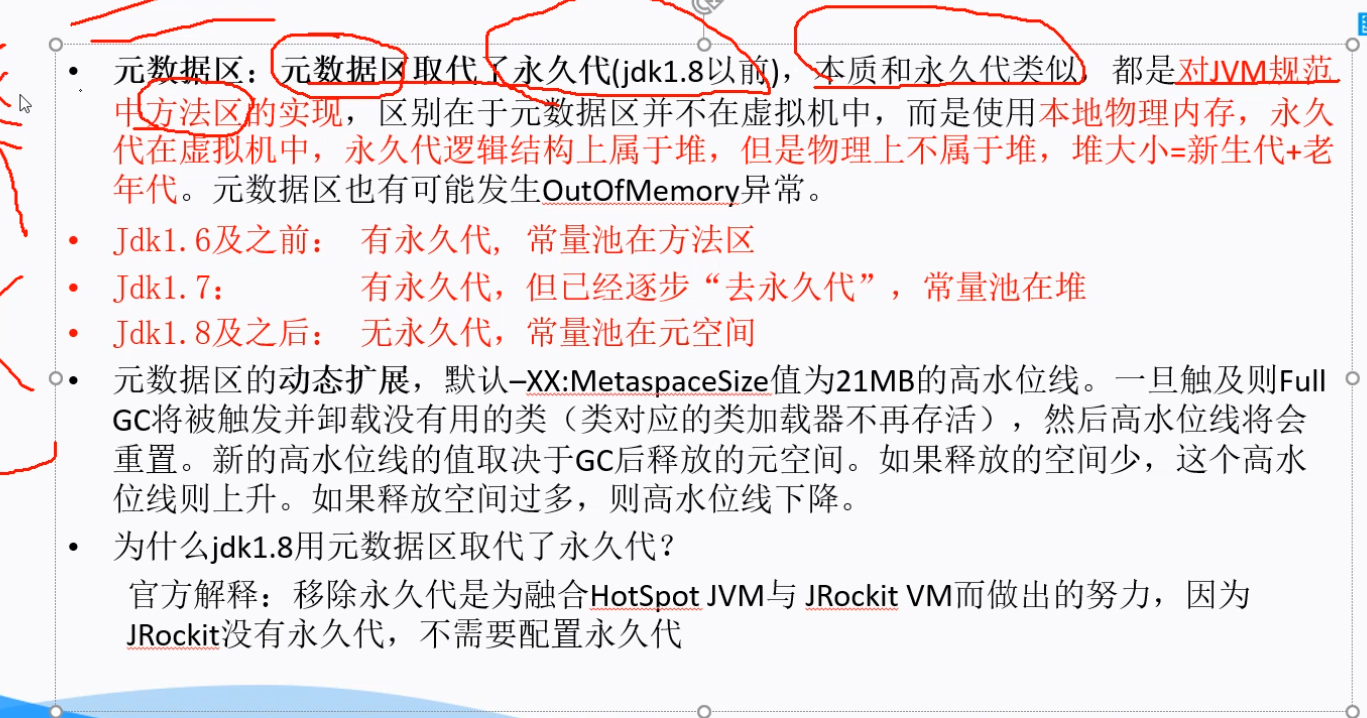 • 元数据区：元数据区取代了永久代(jdk1.8以前)，本质和永久代类似，都是对JVM规范
中方法区的实现，区别在于元数据区并不在虚拟机中，而是使用本地物理内存，永久
代在虚拟机中，永久代逻辑结构上属于堆，但是物理上不属于堆，堆大小=新生代+老
年代。元数据区也有可能发生OutOfMemory异常。
• Jdk1.6及之前： 有永久代, 常量池在方法区
• Jdk1.7： 有永久代，但已经逐步“去永久代”，常量池在堆
• Jdk1.8及之后： 无永久代，常量池在元空间
• 元数据区的动态扩展，默认–XX:MetaspaceSize值为21MB的高水位线。一旦触及则Full
GC将被触发并卸载没有用的类（类对应的类加载器不再存活），然后高水位线将会
重置。新的高水位线的值取决于GC后释放的元空间。如果释放的空间少，这个高水
位线则上升。如果释放空间过多，则高水位线下降。
• 为什么jdk1.8用元数据区取代了永久代？
官方解释：移除永久代是为融合HotSpot JVM与 JRockit VM而做出的努力，因为
JRockit没有永久代，不需要配置永久代